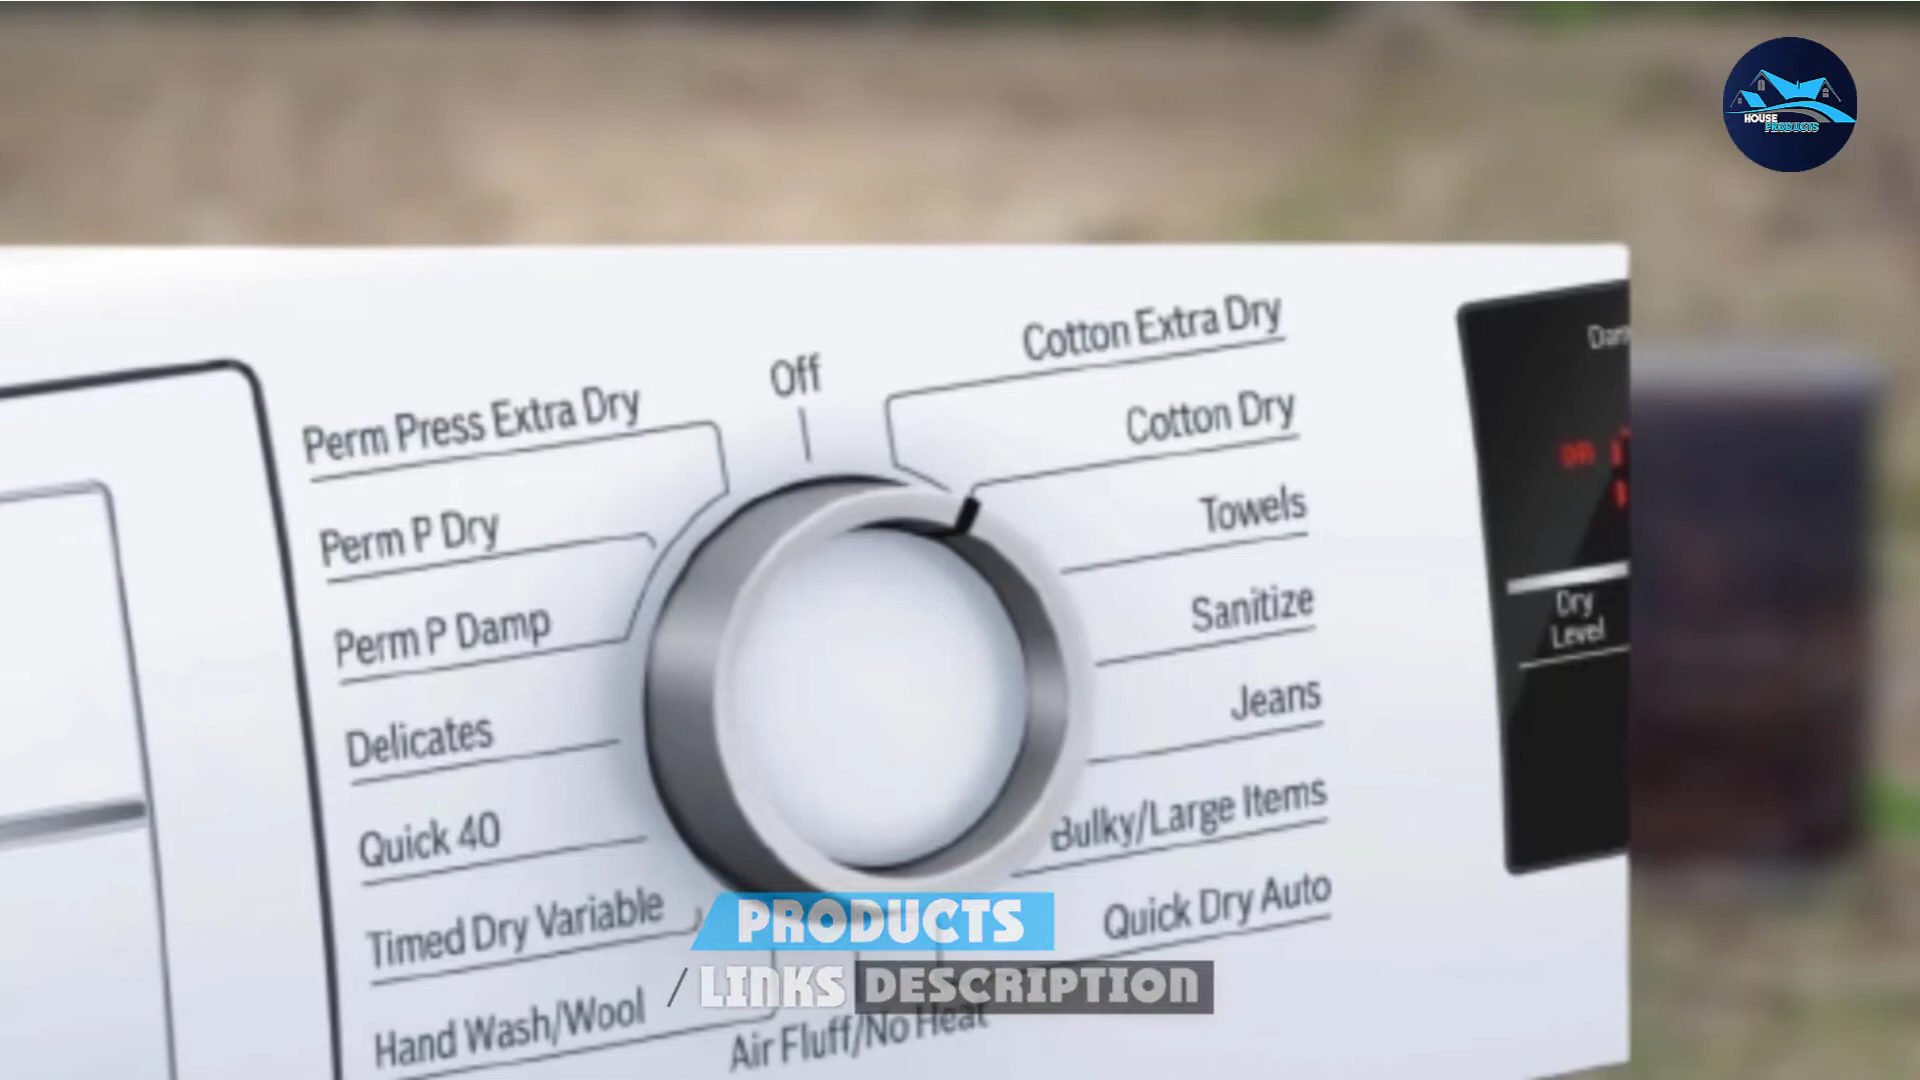 HOUSE
PRODUCTS
Off
Cotton Extra Dry
Cotton Dry
Towels
Sanitize
Jeans
Bulky/Large Items
Quick Dry Auto
Perm Press Extra Dry
Perm P Dry
Perm P Damp
Delicates
Quick 40
Timed Dry Variable
Hand Wash/Wool
Air Fluff/No Heat
Dry
Level
PRODUCTS
/ LINKS DESCRIPTION